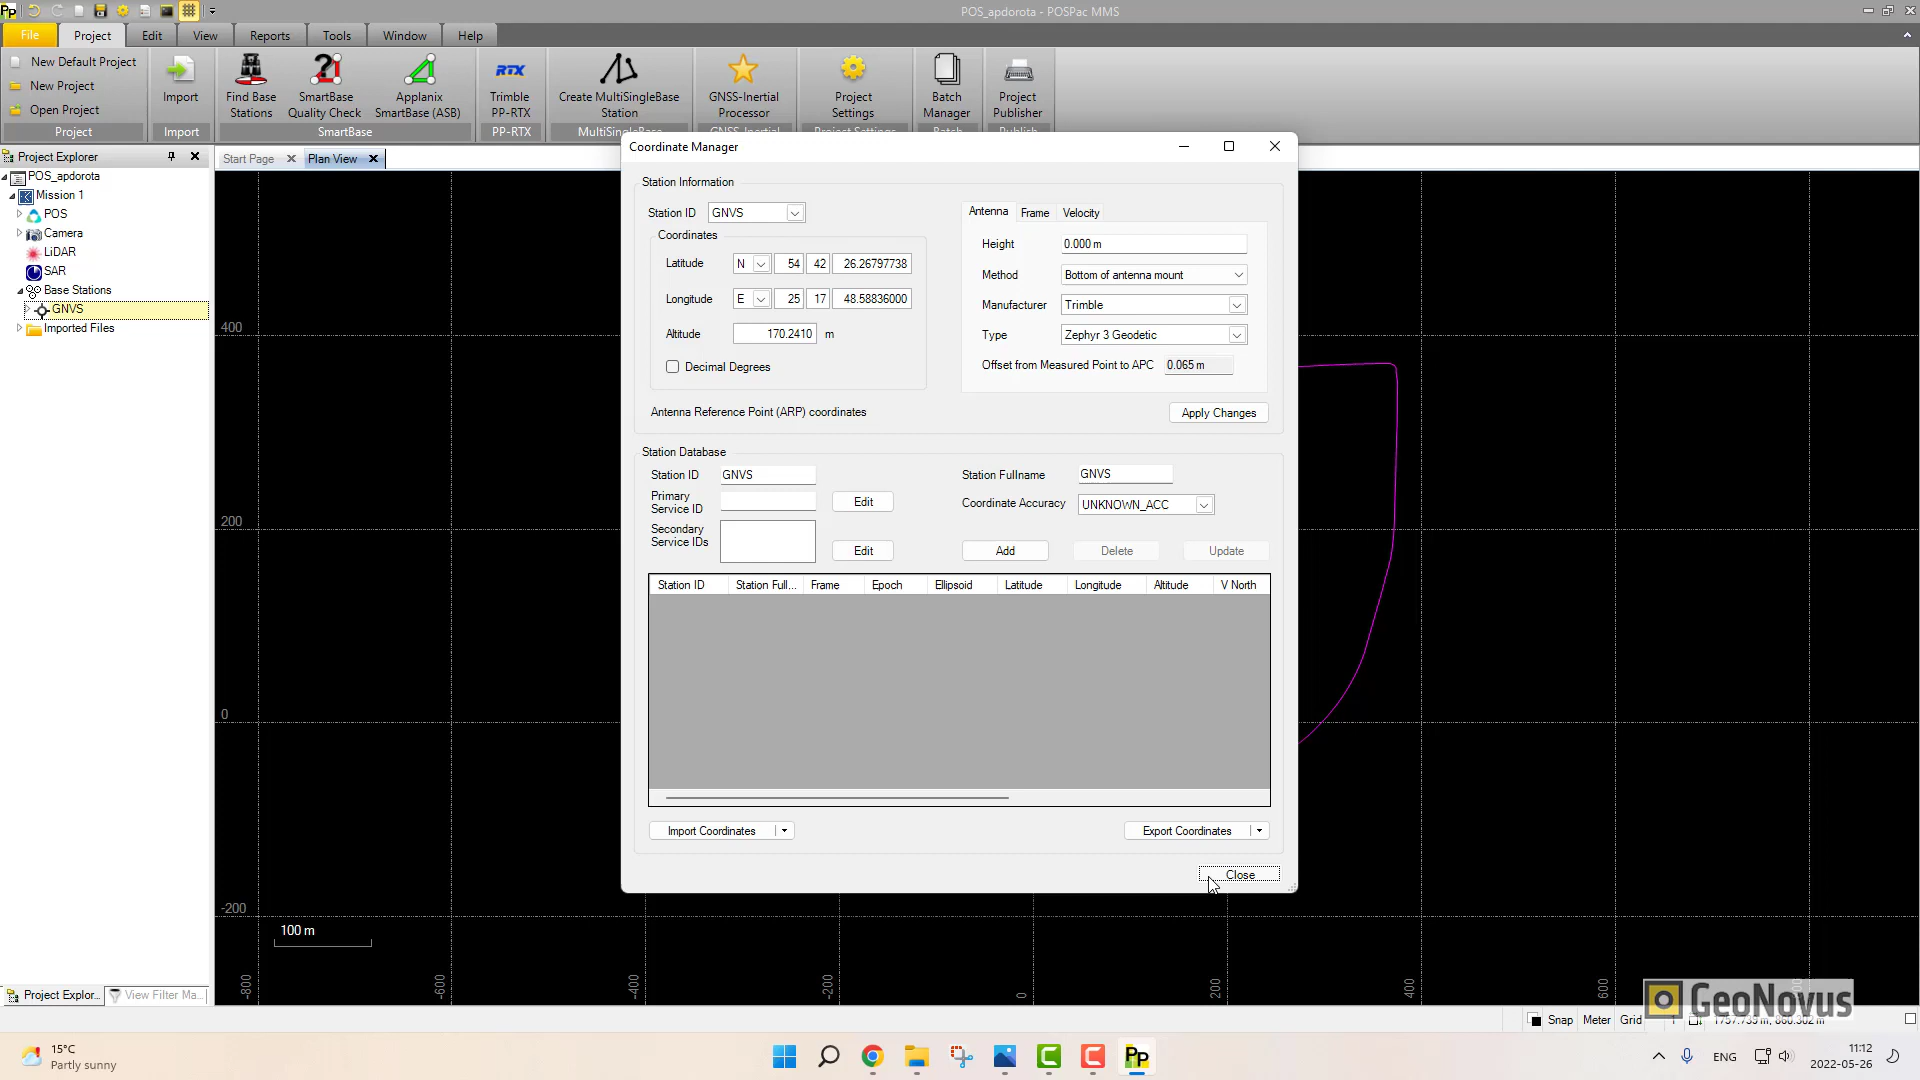 POS_apdorota - POSPac MMS
File
Project
Edit
View
Reports
Tools
Window
Help
New Default Project
New Project
Open Project
Project
Import
Import
Find Base
Stations
SmartBase
Quality Check
Applanix
SmartBase (ASB)
SmartBase
Trimble
PP-RTX
PP-RTX
Create MultiSingleBase
Station
MultiSingleBase
GNSS-Inertial
Processor
GNSS-Inertial
Project
Settings
Project Settings
Batch
Manager
Batch
Project
Publisher
Publish
Project Explorer
POS_apdorota
Mission 1
POS
Camera
LiDAR
SAR
Base Stations
GNVS
Imported Files
Start Page
Plan View
Coordinate Manager
Station Information
Station ID
GNVS
Coordinates
Latitude
N
54
42
26.26797738
Longitude
E
25
17
48.58836000
Altitude
170.2410
m
Decimal Degrees
Antenna Reference Point (ARP) coordinates
Antenna
Frame
Velocity
Height
0.000 m
Method
Bottom of antenna mount
Manufacturer
Trimble
Type
Zephyr 3 Geodetic
Offset from Measured Point to APC
0.065 m
Apply Changes
Station Database
Station ID
GNVS
Primary
Service ID
Edit
Secondary
Service IDs
Edit
Station Fullname
GNVS
Coordinate Accuracy
UNKNOWN_ACC
Add
Delete
Update
Station ID
Station Full...
Frame
Epoch
Ellipsoid
Latitude
Longitude
Altitude
V North
Import Coordinates
Export Coordinates
Close
400
200
0
-200
100 m
-800
-600
-400
-200
0
200
400
600
GeoNovus
Project Explor...
View Filter Ma...
Snap
Meter
Grid
15°C
Partly sunny
ENG
11:12
2022-05-26